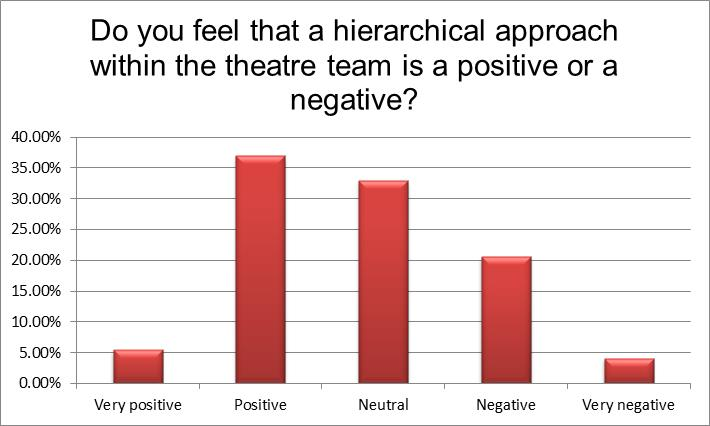 Do you feel that a hierarchical approach
within the theatre team is a positive or a
negative?
40.00%
35.00%
30.00%
25.00%
20.00%
15.00%
10.00%
5.00%
0.00%
Very positive
Positive
Neutral
Negative
Very negative